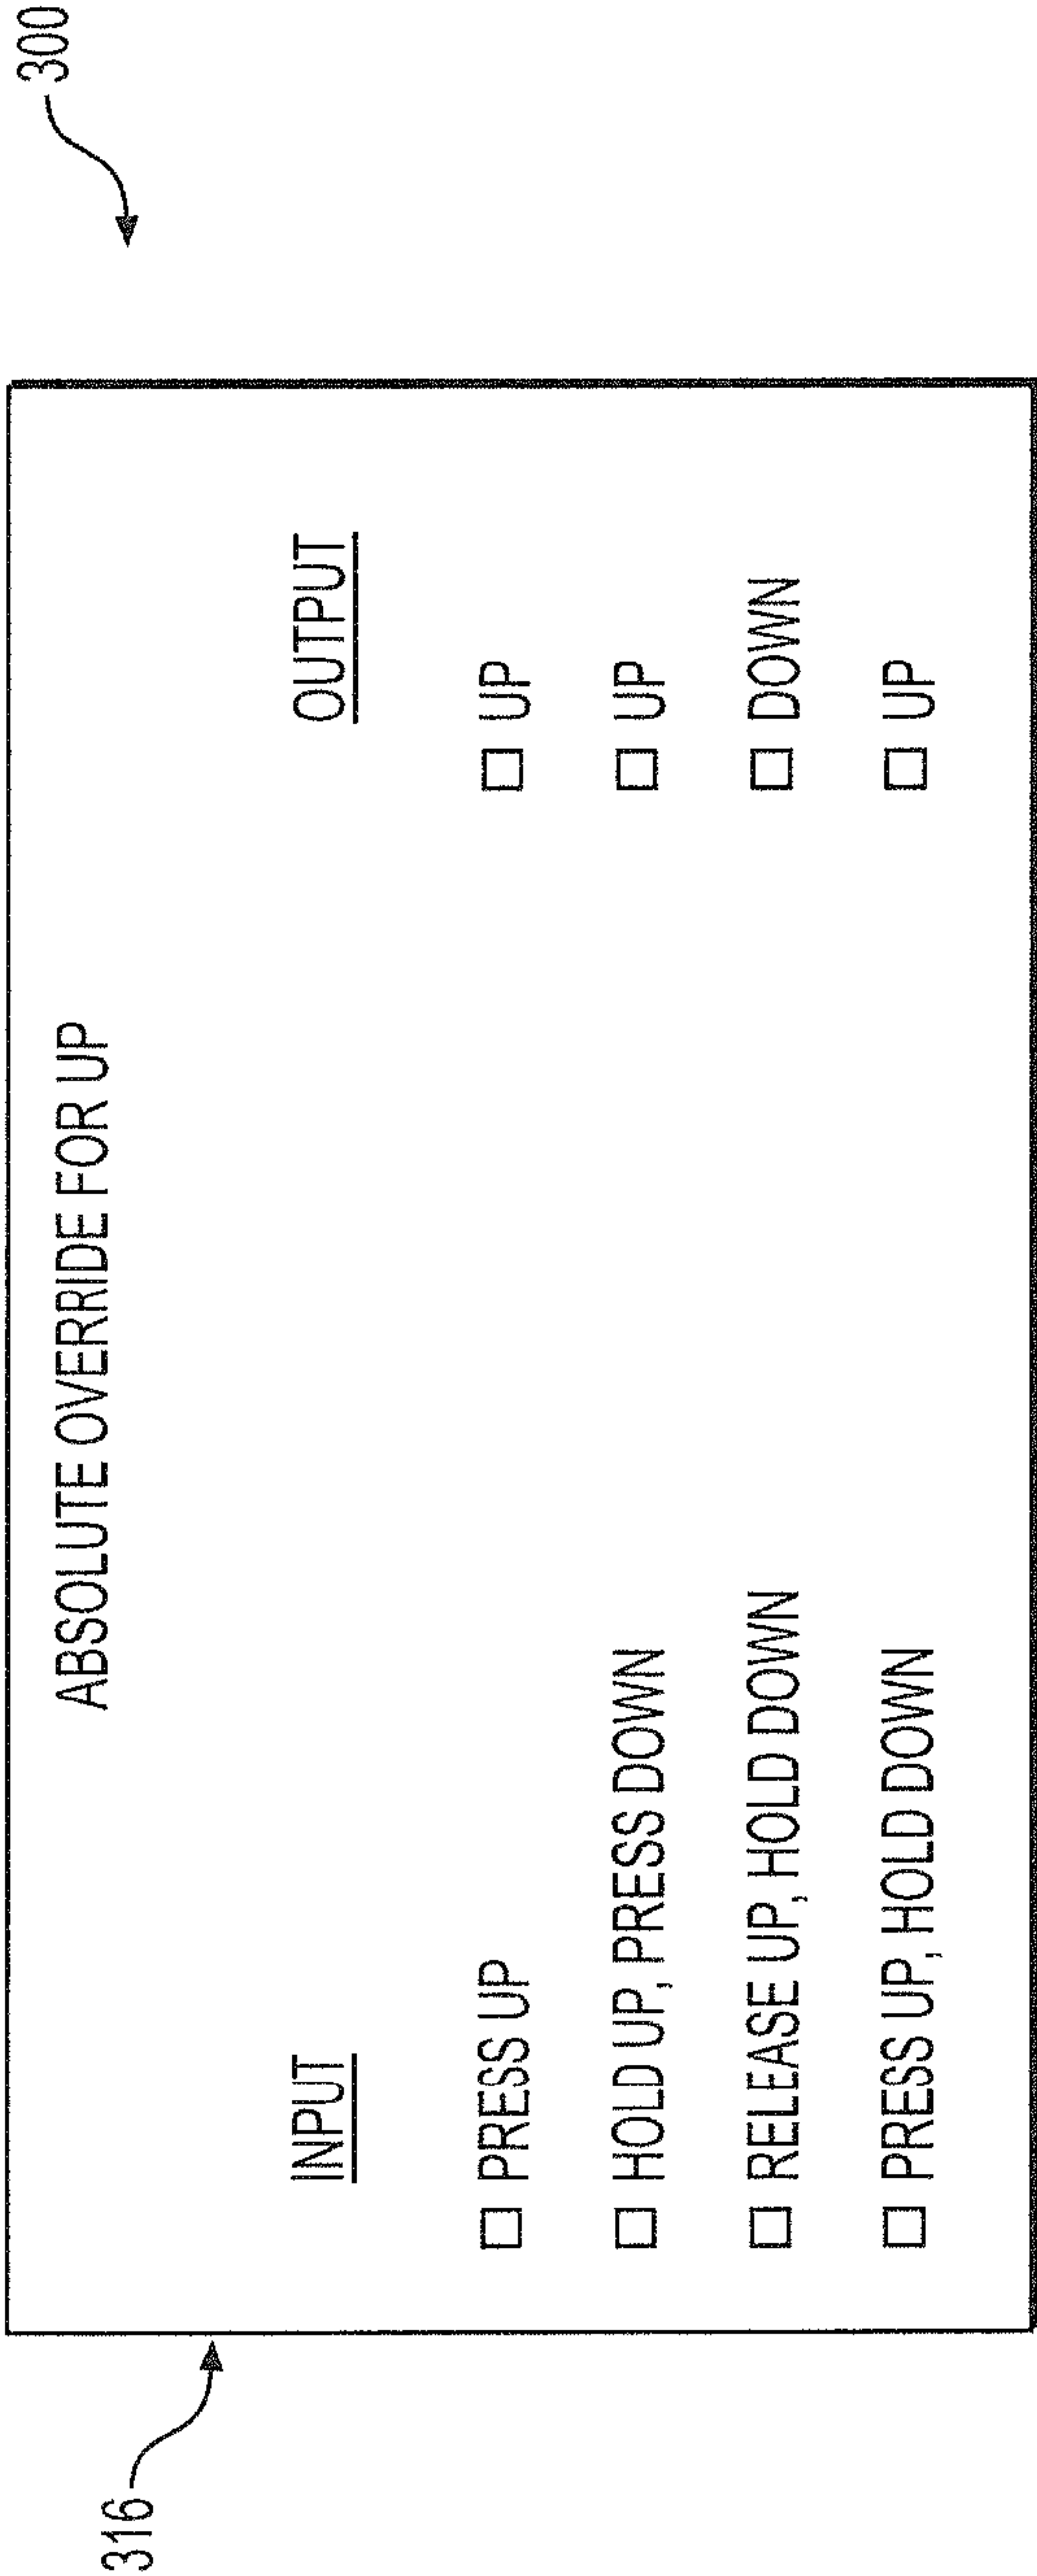 300
316
ABSOLUTE OVERRIDE FOR UP
INPUT OUTPUT
☐ PRESS UP ☐ UP
☐ HOLD UP, PRESS DOWN ☐ UP
☐ RELEASE UP, HOLD DOWN ☐ DOWN
☐ PRESS UP, HOLD DOWN ☐ UP